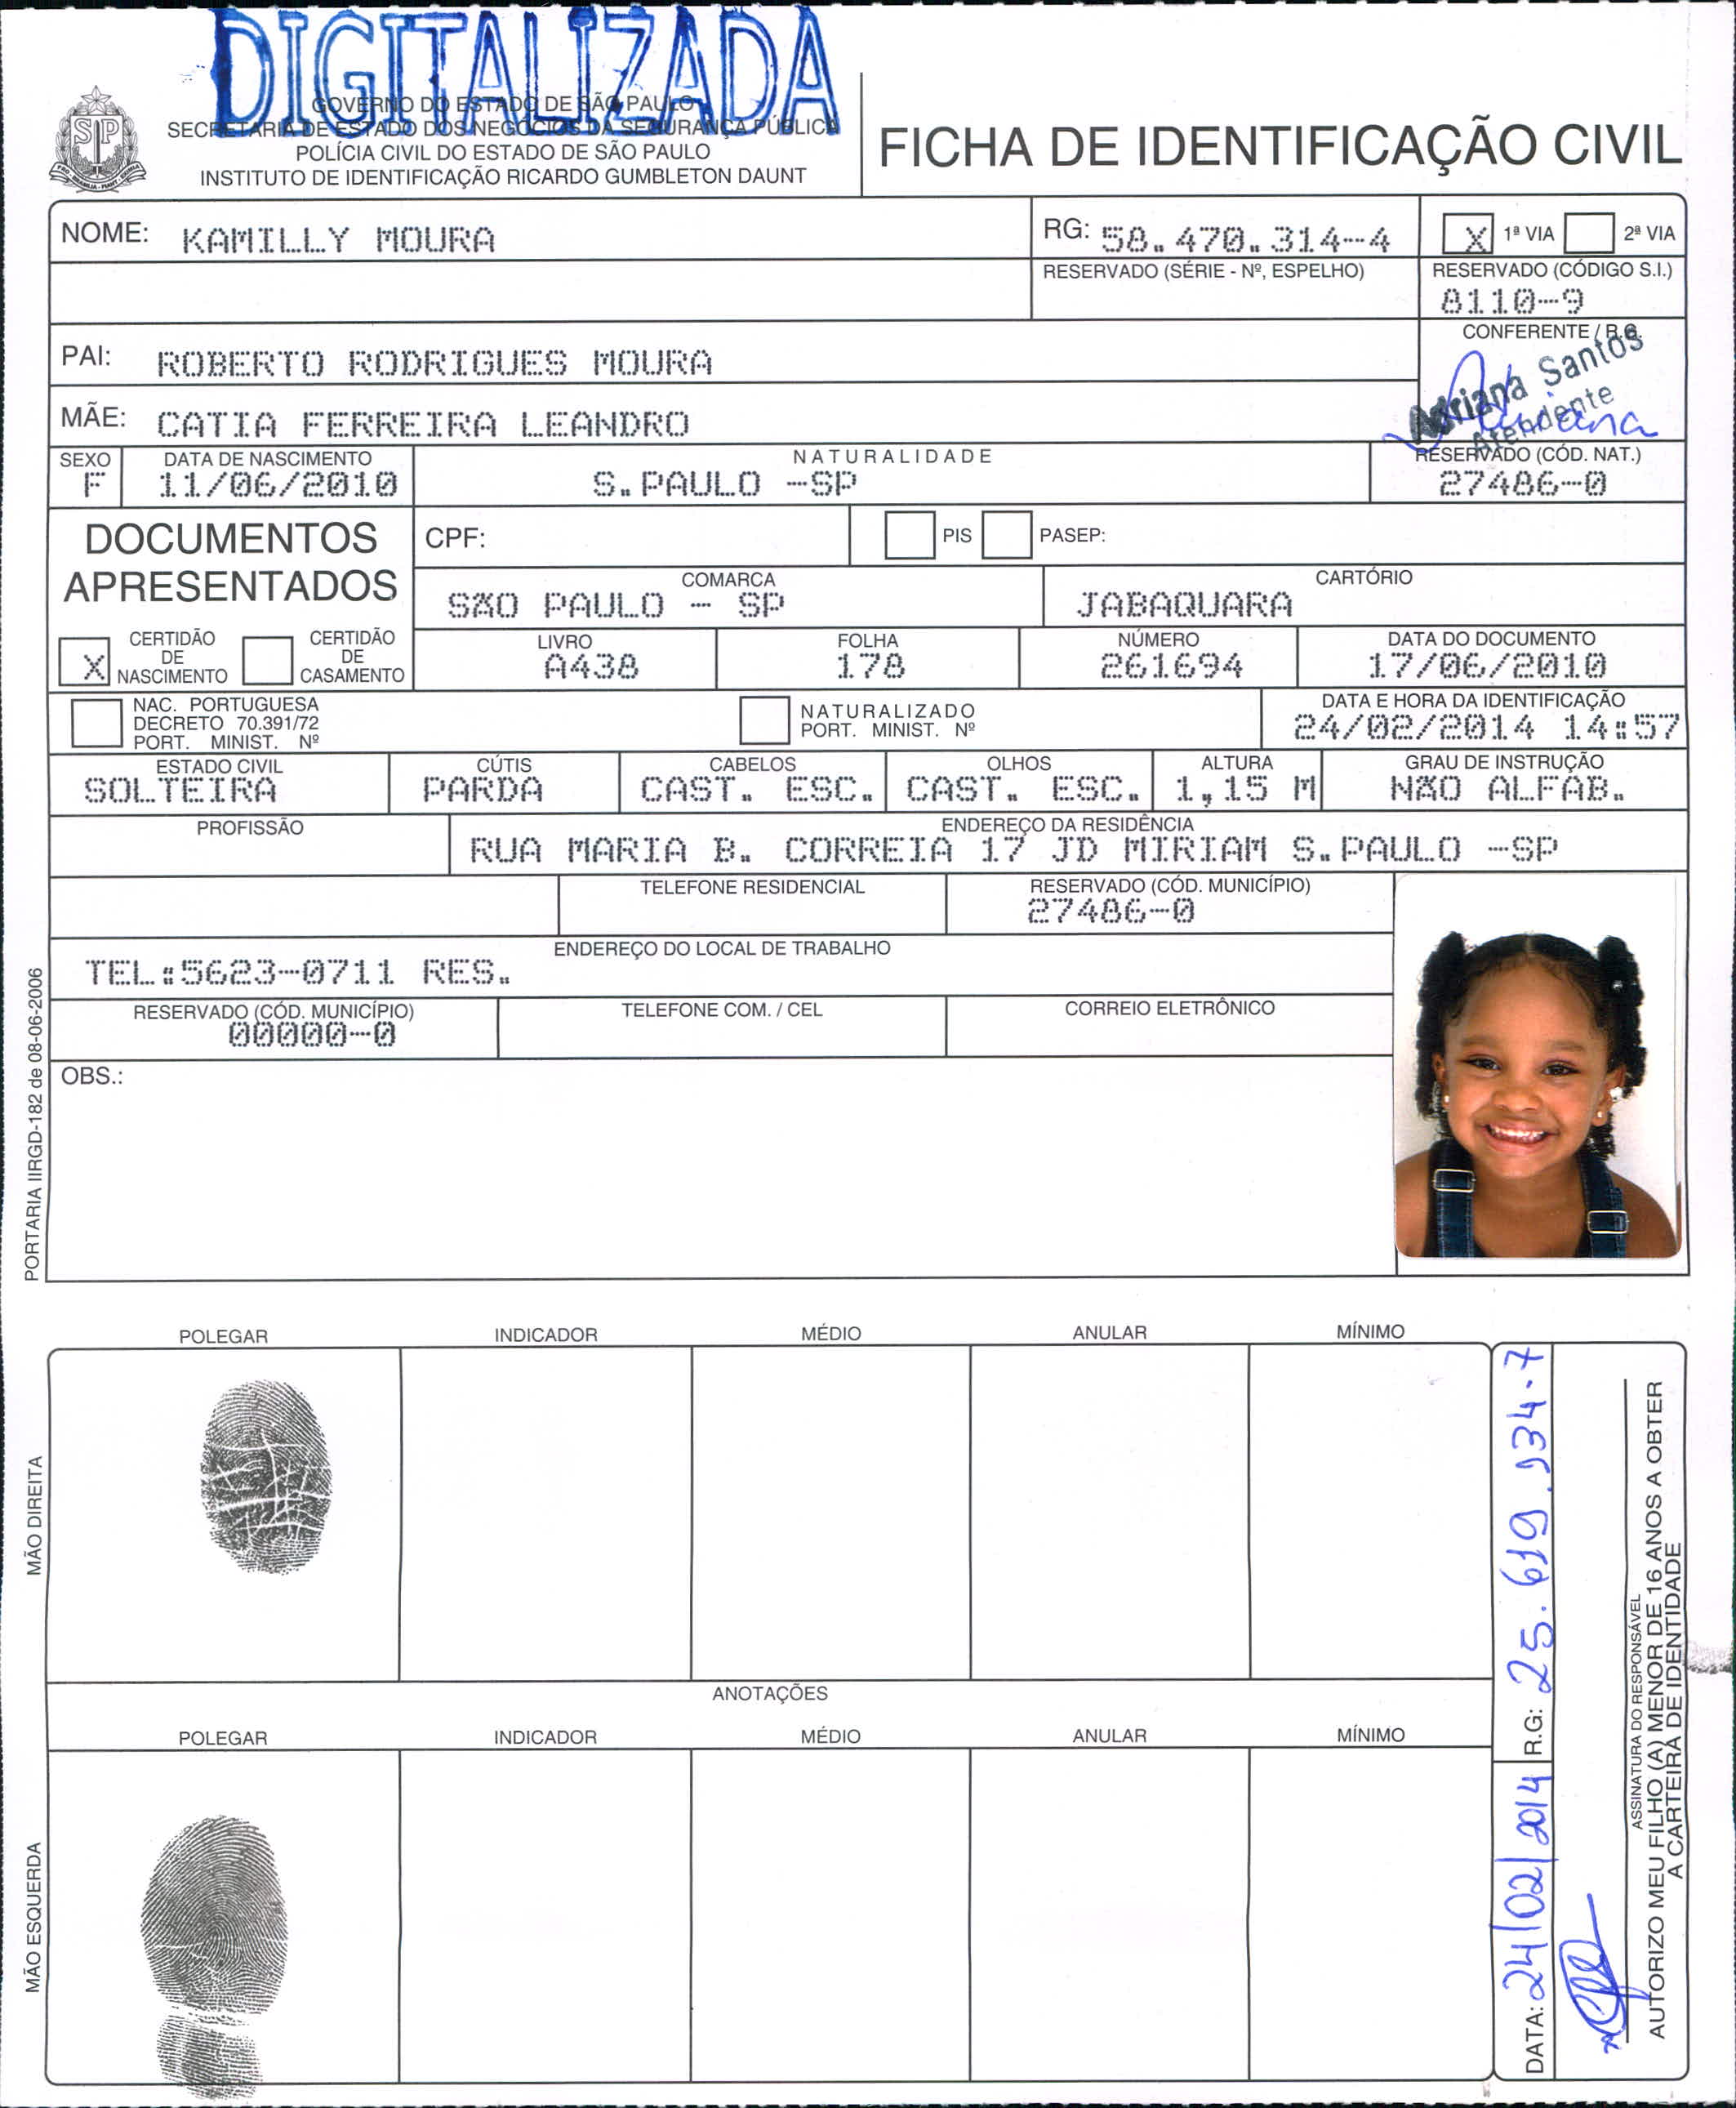 DIGITALIZADA
GOVERNO DO ESTADO DE SÃO PAULO
SECRETARIA DE ESTADO DOS NEGÓCIOS DA SEGURANÇA PÚBLICA
POLÍCIA CIVIL DO ESTADO DE SÃO PAULO
INSTITUTO DE IDENTIFICAÇÃO RICARDO GUMBLETON DAUNT
SP
FICHA DE IDENTIFICAÇÃO CIVIL
NOME: KAMILLY MOURA
RG: 58.470.314-4
X 1ª VIA 2ª VIA
RESERVADO (SÉRIE - Nº, ESPELHO)
RESERVADO (CÓDIGO S.I.)
8110-9
PAI: ROBERTO RODRIGUES MOURA
CONFERENTE / R.G.
Adriana Santos
Atendente
MÃE: CATIA FERREIRA LEANDRO
SEXO
F
DATA DE NASCIMENTO
11/06/2010
NATURALIDADE
S.PAULO -SP
RESERVADO (CÓD. NAT.)
27486-0
DOCUMENTOS
APRESENTADOS
CPF:
PIS PASEP:
COMARCA
SÃO PAULO - SP
CARTÓRIO
JABAQUARA
X CERTIDÃO DE NASCIMENTO
CERTIDÃO DE CASAMENTO
LIVRO
A438
FOLHA
178
NÚMERO
261694
DATA DO DOCUMENTO
17/06/2010
NAC. PORTUGUESA
DECRETO 70.391/72
PORT. MINIST. Nº
NATURALIZADO
PORT. MINIST. Nº
DATA E HORA DA IDENTIFICAÇÃO
24/02/2014 14:57
ESTADO CIVIL
SOLTEIRA
CÚTIS
PARDA
CABELOS
CAST. ESC.
OLHOS
CAST. ESC.
ALTURA
1,15 M
GRAU DE INSTRUÇÃO
NÃO ALFAB.
PROFISSÃO
ENDEREÇO DA RESIDÊNCIA
RUA MARIA B. CORREIA 17 JD MIRIAM S.PAULO -SP
TELEFONE RESIDENCIAL
RESERVADO (CÓD. MUNICÍPIO)
27486-0
ENDEREÇO DO LOCAL DE TRABALHO
TEL:5623-0711 RES.
RESERVADO (CÓD. MUNICÍPIO)
00000-0
TELEFONE COM. / CEL
CORREIO ELETRÔNICO
OBS.:
PORTARIA IIRGD-182 de 08-06-2006
POLEGAR INDICADOR MÉDIO ANULAR MÍNIMO
MÃO DIREITA
ANOTAÇÕES
POLEGAR INDICADOR MÉDIO ANULAR MÍNIMO
MÃO ESQUERDA
DATA: 24/02/2014 R.G: 25.619.934-7
ASSINATURA DO RESPONSÁVEL
AUTORIZO MEU FILHO (A) MENOR DE 16 ANOS A OBTER
A CARTEIRA DE IDENTIDADE